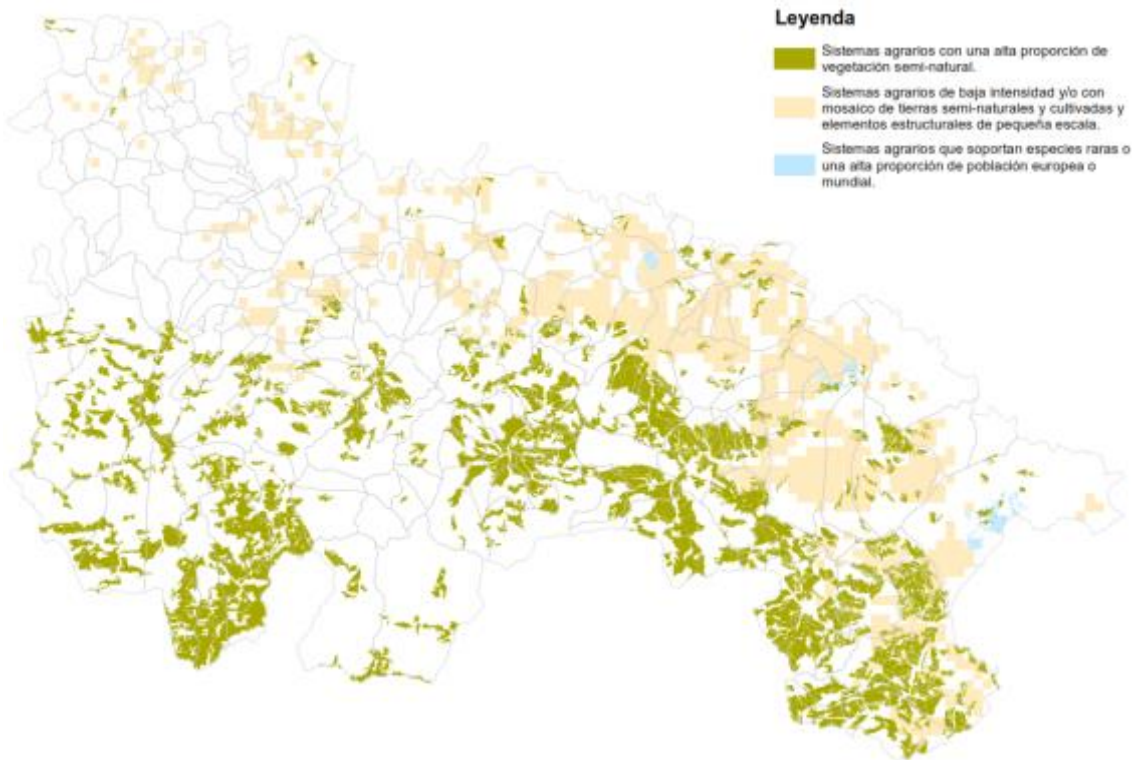 Leyenda
Sistemas agrarios con una alta proporción de
vegetación semi-natural.
Sistemas agrarios de baja intensidad y/o con
mosaico de tierras semi-naturales y cultivadas y
elementos estructurales de pequeña escala.
Sistemas agrarios que soportan especies raras o
una alta proporción de población europea o
mundial.